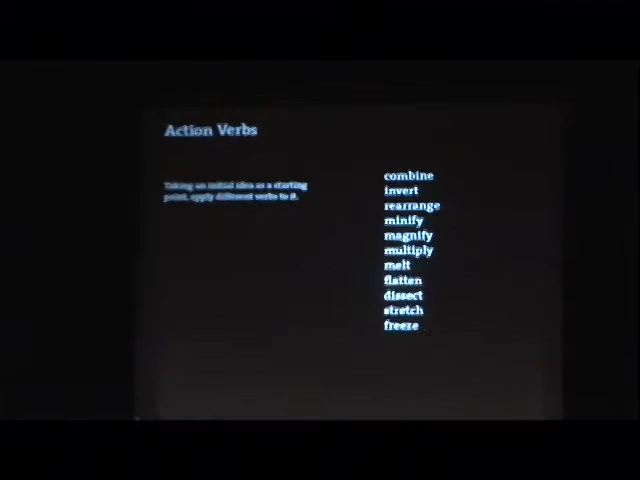 Action Verbs
Taking an initial idea as a starting
point, apply different verbs to it.
combine
invert
rearrange
minify
magnify
multiply
melt
flatten
dissect
stretch
freeze